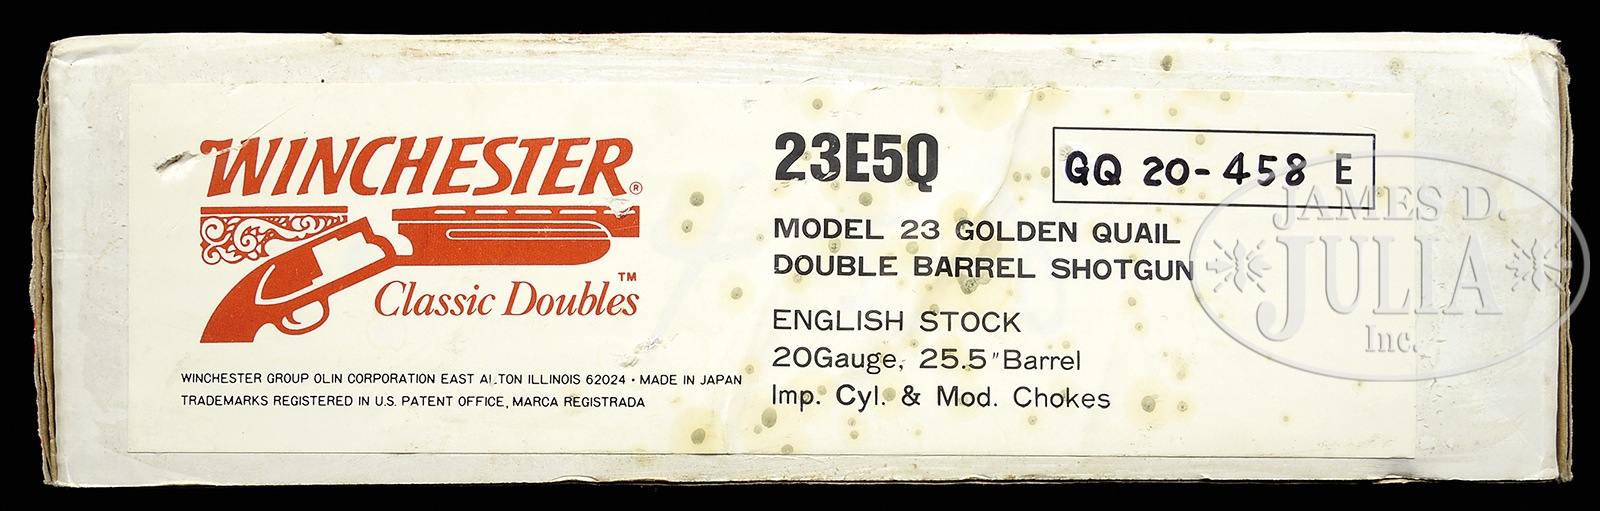 WINCHESTER®
Classic Doubles™
WINCHESTER GROUP OLIN CORPORATION EAST ALTON ILLINOIS 62024 • MADE IN JAPAN
TRADEMARKS REGISTERED IN U.S. PATENT OFFICE, MARCA REGISTRADA
23E5Q
GQ 20-458 E
MODEL 23 GOLDEN QUAIL
DOUBLE BARREL SHOTGUN
ENGLISH STOCK
20Gauge, 25.5" Barrel
Imp. Cyl. & Mod. Chokes
JAMES D.
JULIA
Inc.